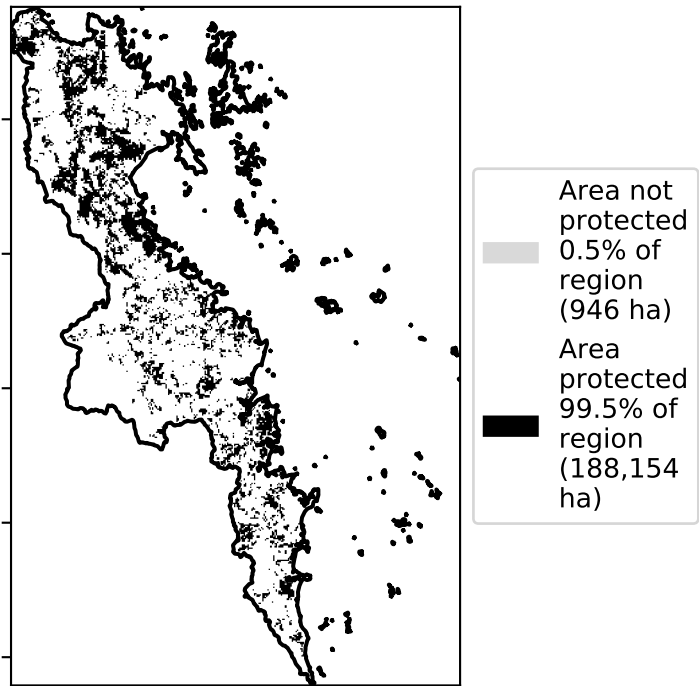 Area not
protected
0.5% of
region
(946 ha)
Area
protected
99.5% of
region
(188,154
ha)